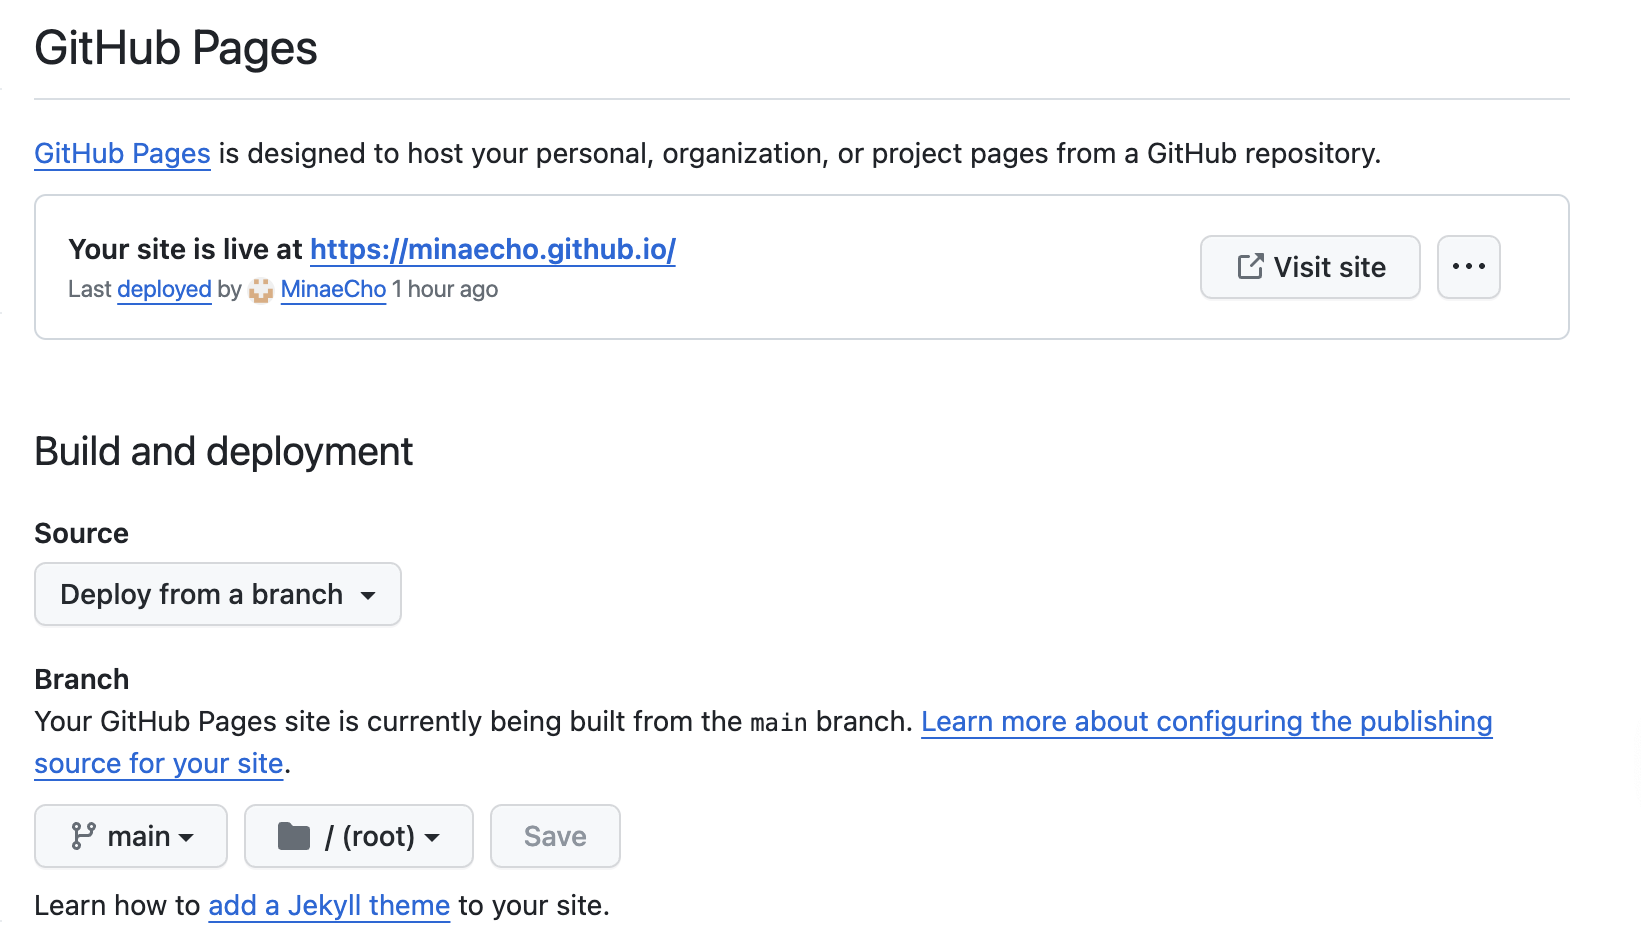 GitHub Pages
GitHub Pages is designed to host your personal, organization, or project pages from a GitHub repository.
Your site is live at https://minaecho.github.io/
Last deployed by MinaeCho 1 hour ago
Visit site
Build and deployment
Source
Deploy from a branch
Branch
Your GitHub Pages site is currently being built from the main branch. Learn more about configuring the publishing
source for your site.
main
/ (root)
Save
Learn how to add a Jekyll theme to your site.